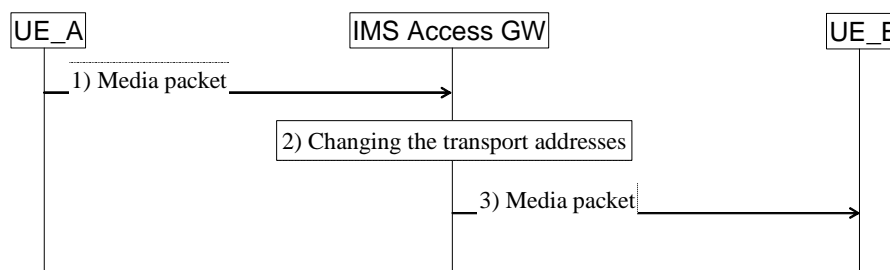 UE_A
IMS Access GW
UE_B
1) Media packet
2) Changing the transport addresses
3) Media packet